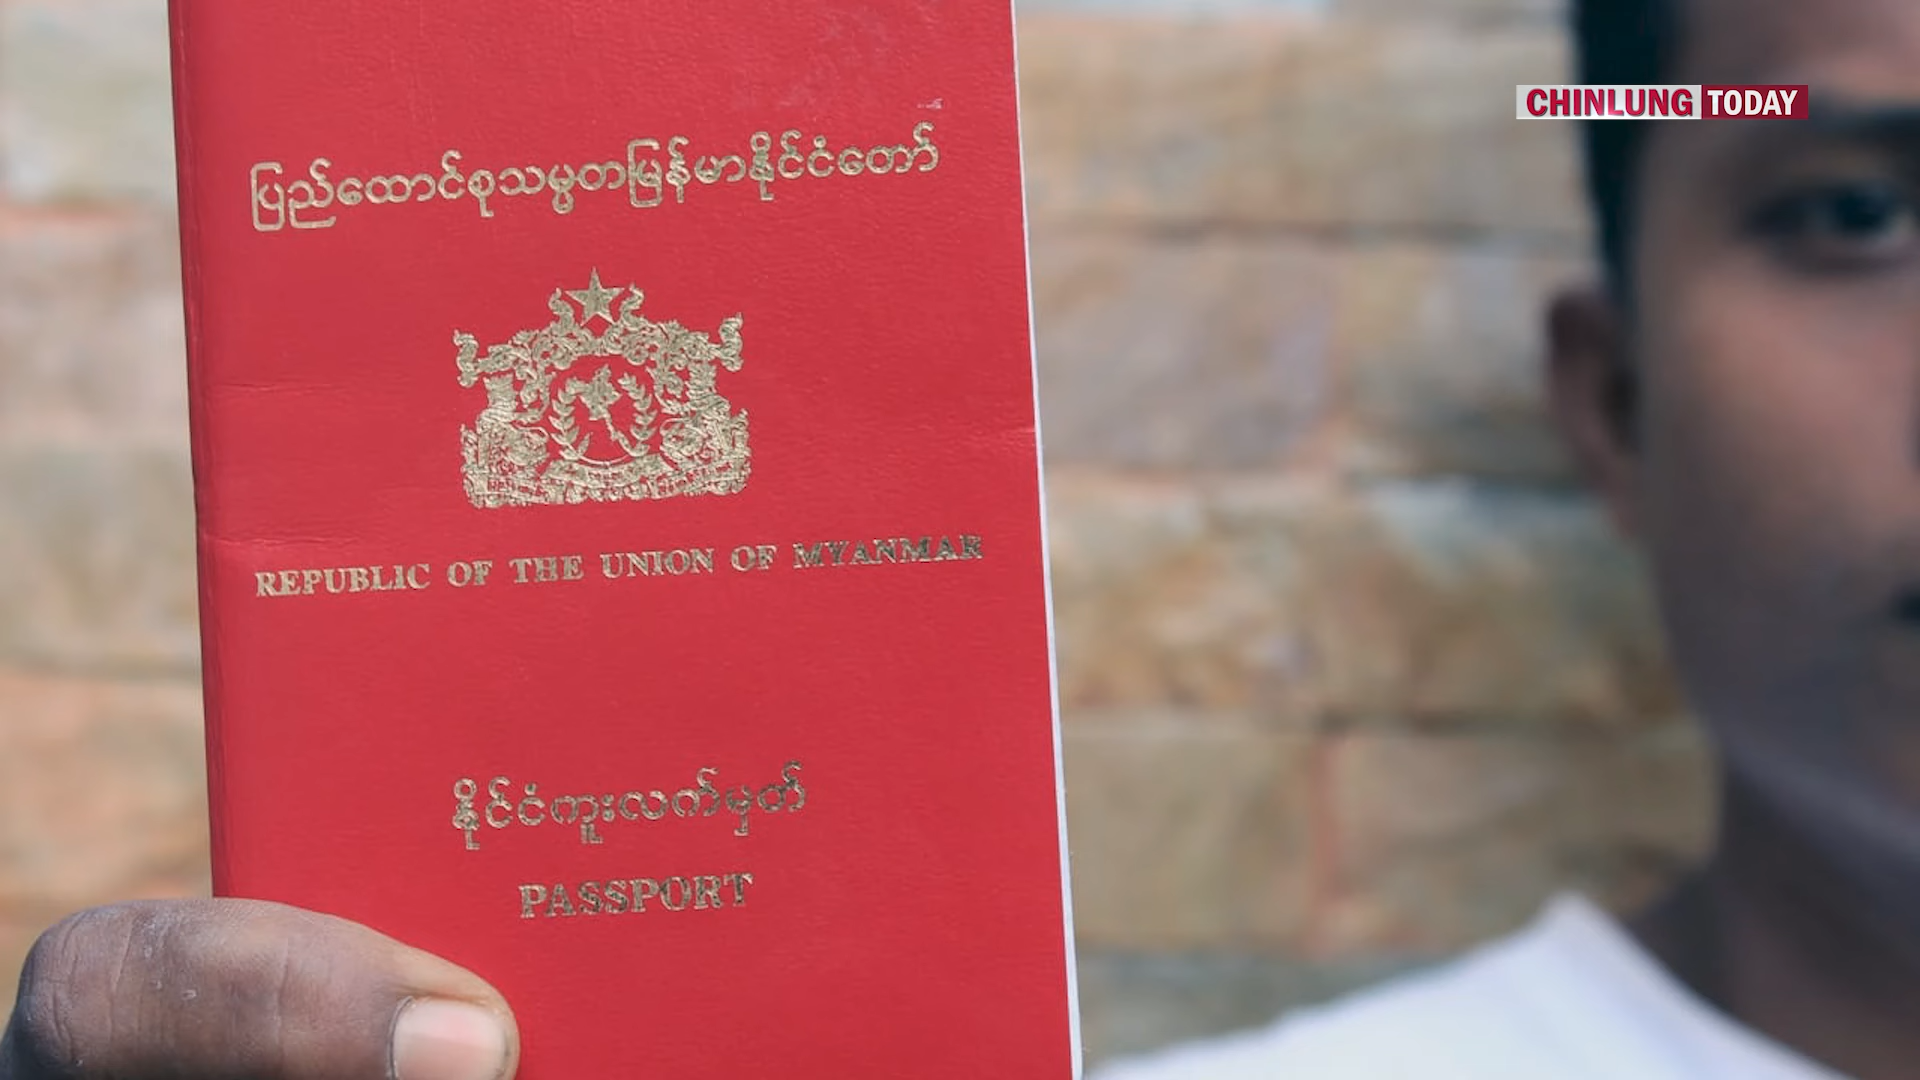 ပြည်ထောင်စုသမ္မတမြန်မာနိုင်ငံတော်
REPUBLIC OF THE UNION OF MYANMAR
နိုင်ငံကူးလက်မှတ်
PASSPORT
CHINLUNG TODAY